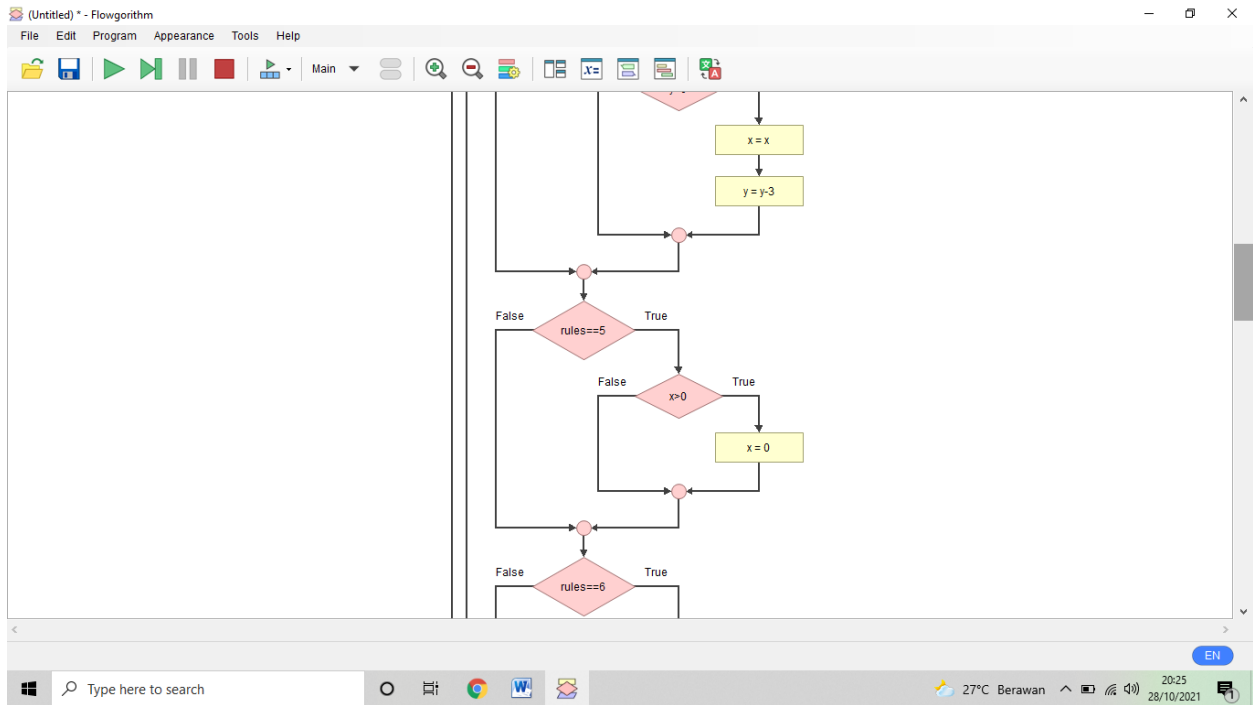 (Untitled) * - Flowgorithm
File Edit Program Appearance Tools Help
Main
x=
x = x
y = y-3
False True
rules==5
False True
x>0
x = 0
False True
rules==6
EN
Type here to search
27°C Berawan
20:25
28/10/2021
1